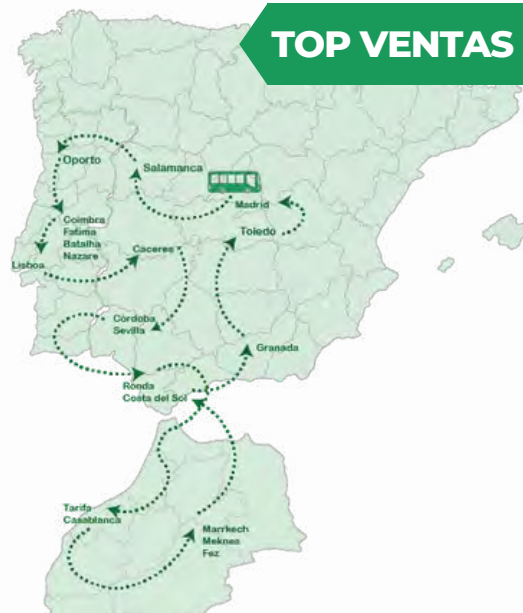 TOP VENTAS
Oporto
Salamanca
Madrid
Coimbra
Fatima
Batalha
Nazare
Toledo
Lisboa
Caceres
Córdoba
Sevilla
Granada
Ronda
Costa del Sol
Tarifa
Casablanca
Marrkech
Meknes
Fez